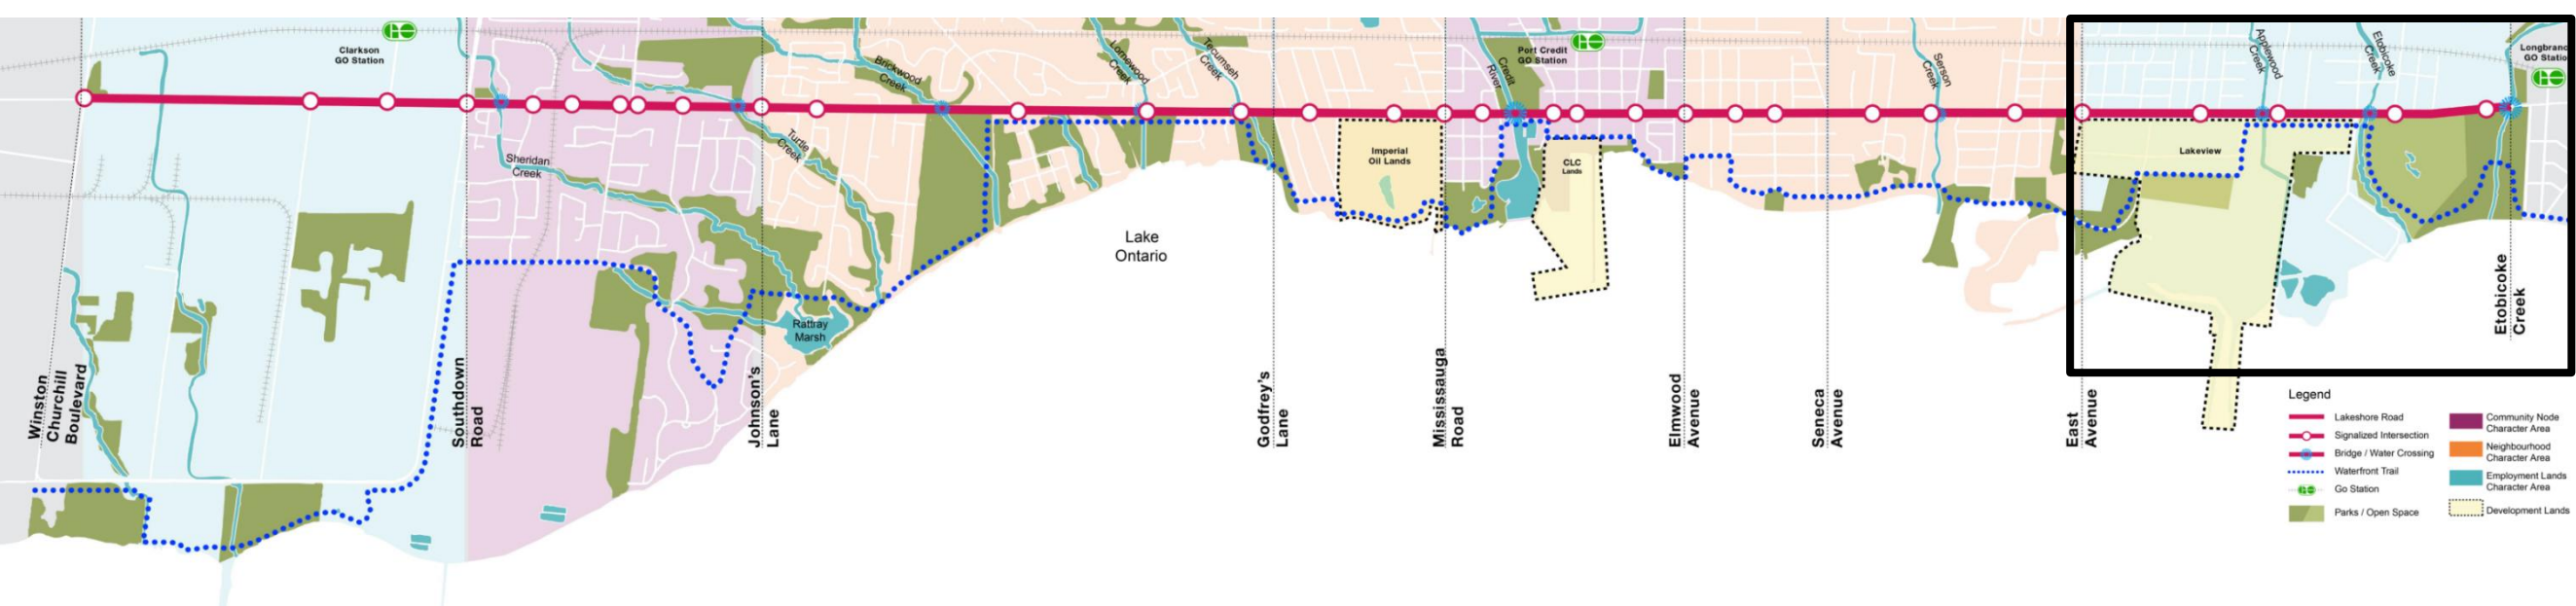 Clarkson
GO Station
Sheridan
Creek
Turtle
Creek
Brickwood
Creek
Lornewood
Creek
Tecumseh
Creek
Rattray
Marsh
Lake
Ontario
Imperial
Oil Lands
Credit
River
Port Credit
GO Station
CLC
Lands
Serson
Creek
Lakeview
Applewood
Creek
Etobicoke
Creek
Longbranc
GO Statio
Winston
Churchill
Boulevard
Southdown
Road
Johnson's
Lane
Godfrey's
Lane
Mississauga
Road
Elmwood
Avenue
Seneca
Avenue
East
Avenue
Etobicoke
Creek
Legend
Lakeshore Road
Signalized Intersection
Bridge / Water Crossing
Waterfront Trail
Go Station
Parks / Open Space
Community Node
Character Area
Neighbourhood
Character Area
Employment Lands
Character Area
Development Lands